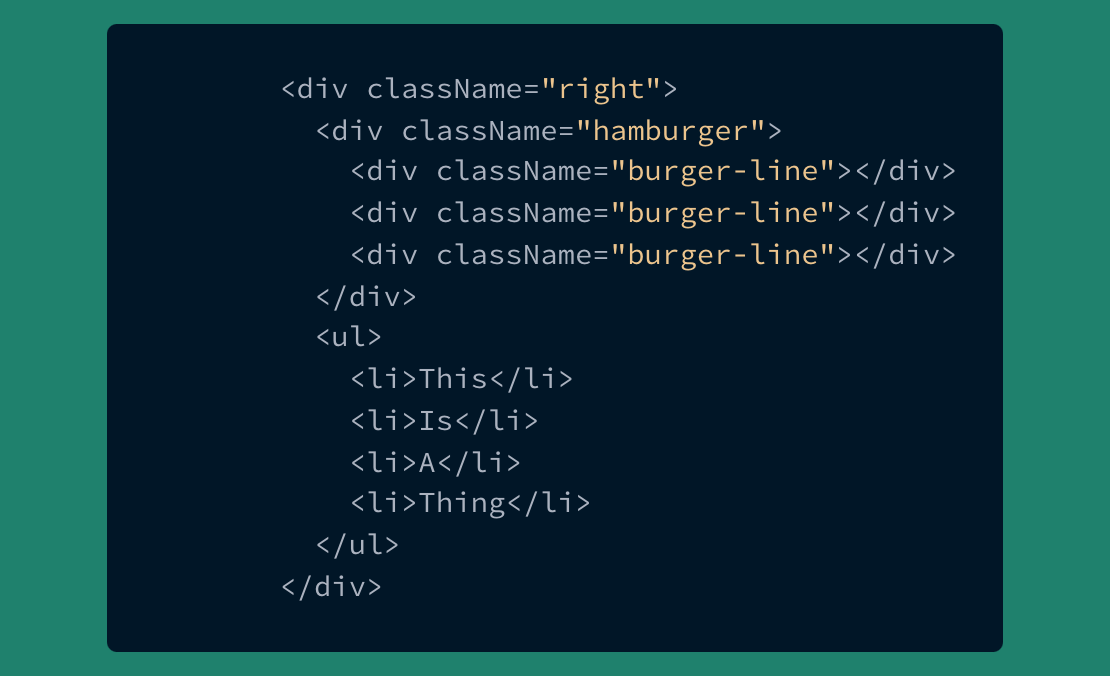 <div className="right">
  <div className="hamburger">
    <div className="burger-line"></div>
    <div className="burger-line"></div>
    <div className="burger-line"></div>
  </div>
  <ul>
    <li>This</li>
    <li>Is</li>
    <li>A</li>
    <li>Thing</li>
  </ul>
</div>